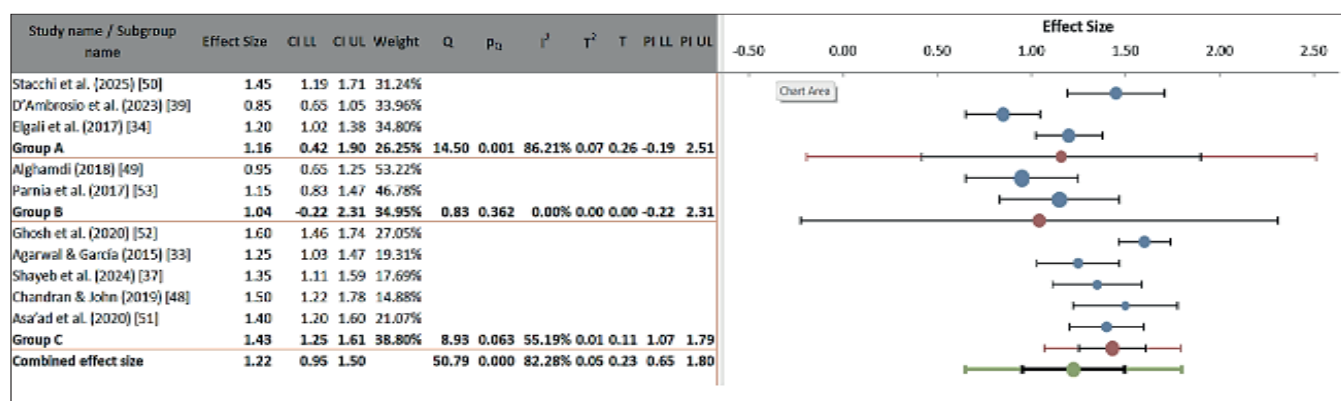 Effect Size
Study name / Subgroup name Effect Size CI LL CI UL Weight Q pQ I² T² T PI LL PI UL
-0.50 0.00 0.50 1.00 1.50 2.00 2.50
Stacchi et al. (2025) [50] 1.45 1.19 1.71 31.24%
Chart Area
D'Ambrosio et al. (2023) [39] 0.85 0.65 1.05 33.96%
Elgali et al. (2017) [34] 1.20 1.02 1.38 34.80%
Group A 1.16 0.42 1.90 26.25% 14.50 0.001 86.21% 0.07 0.26 -0.19 2.51
Alghamdi (2018) [49] 0.95 0.65 1.25 53.22%
Parnia et al. (2017) [53] 1.15 0.83 1.47 46.78%
Group B 1.04 -0.22 2.31 34.95% 0.83 0.362 0.00% 0.00 0.00 -0.22 2.31
Ghosh et al. (2020) [52] 1.60 1.46 1.74 27.05%
Agarwal & García (2015) [33] 1.25 1.03 1.47 19.31%
Shayeb et al. (2024) [37] 1.35 1.11 1.59 17.69%
Chandran & John (2019) [48] 1.50 1.22 1.78 14.88%
Asa'ad et al. (2020) [51] 1.40 1.20 1.60 21.07%
Group C 1.43 1.25 1.61 38.80% 8.93 0.063 55.19% 0.01 0.11 1.07 1.79
Combined effect size 1.22 0.95 1.50 50.79 0.000 82.28% 0.05 0.23 0.65 1.80